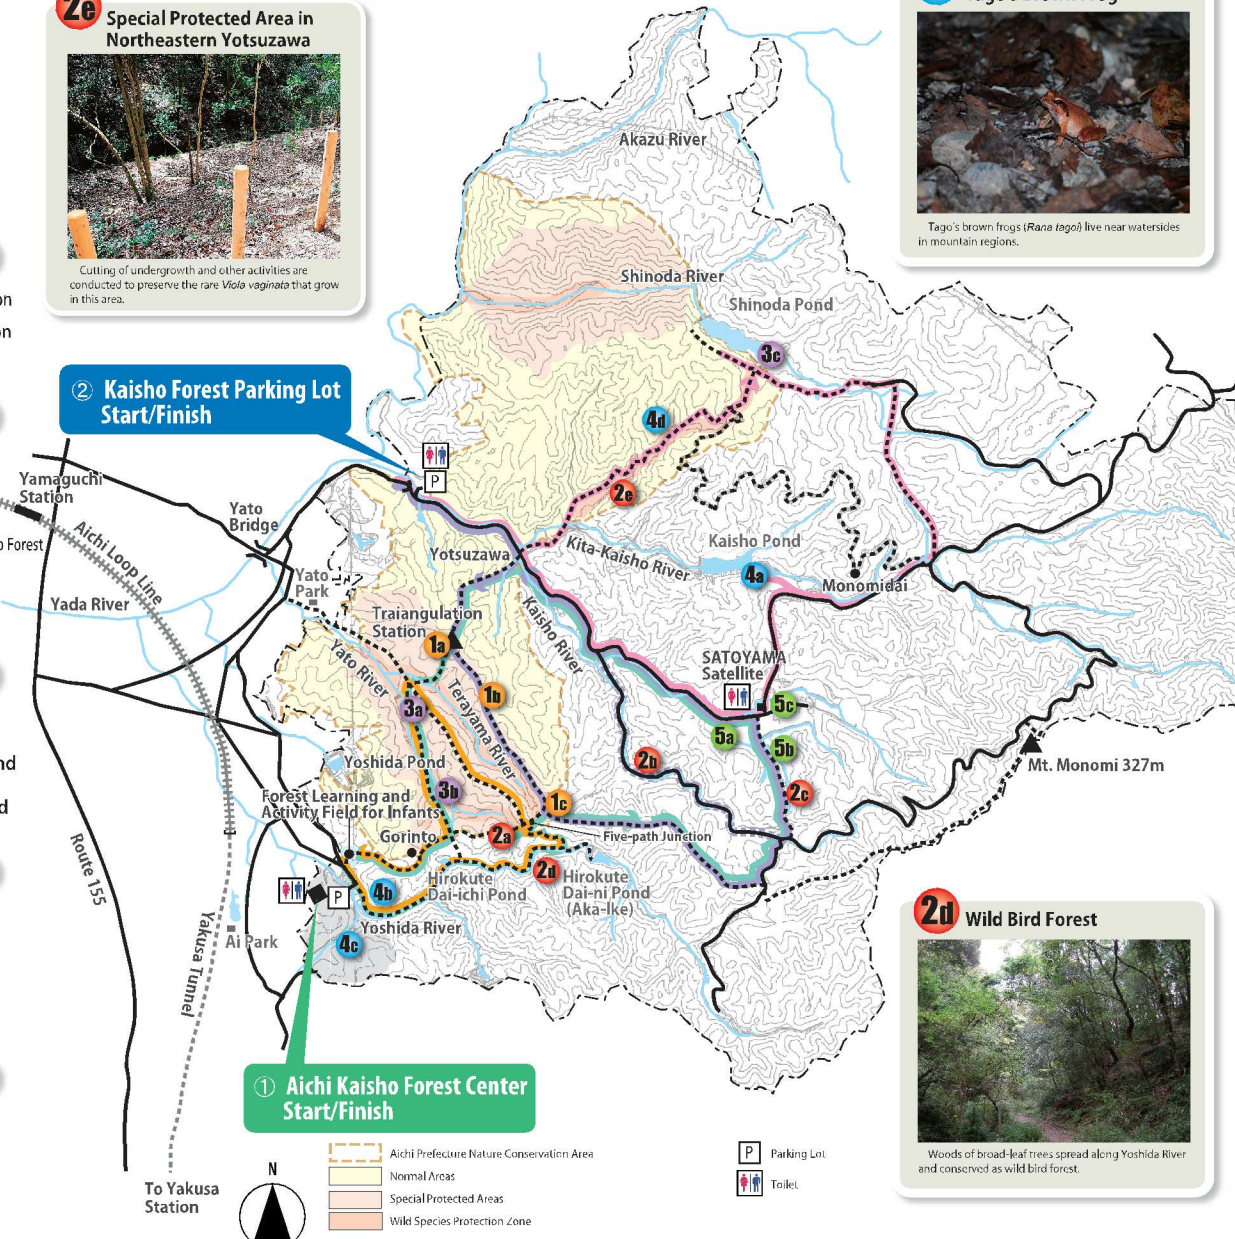 2e
Special Protected Area in
Northeastern Yotsuzawa
Cutting of undergrowth and other activities are
conducted to preserve the rare Viola vaginata that grow
in this area.
Tago's brown frogs (Rana tagoi) live near watersides
in mountain regions.
Akazu River
Shinoda River
Shinoda Pond
3c
② Kaisho Forest Parking Lot
Start/Finish
4d
P
2e
Yamaguchi
Station
Yato
Bridge
Forest
Aichi Loop Line
Yotsuzawa
Kita-Kaisho River
Kaisho Pond
4a
Monomidai
Yato
Park
Yada River
Traiangulation
Station
1a
Kaisho River
Yato River
Terayama River
1b
SATOYAMA
Satellite
3a
5c
5a
5b
Yoshida Pond
2b
Mt. Monomi 327m
3b
2c
Forest Learning and
Activity Field for Infants
1c
Gorinto
2a
Five-path Junction
Route 155
2d
Hirokute
Dai-ichi Pond
Hirokute
Dai-ni Pond
(Aka-Ike)
4b
P
Yoshida River
4c
Ai Park
Yakusa Tunnel
① Aichi Kaisho Forest Center
Start/Finish
2d
Wild Bird Forest
Woods of broad-leaf trees spread along Yoshida River
and conserved as wild bird forest.
Aichi Prefecture Nature Conservation Area
Normal Areas
Special Protected Areas
Wild Species Protection Zone
P
Parking Lot
Toilet
N
To Yakusa
Station